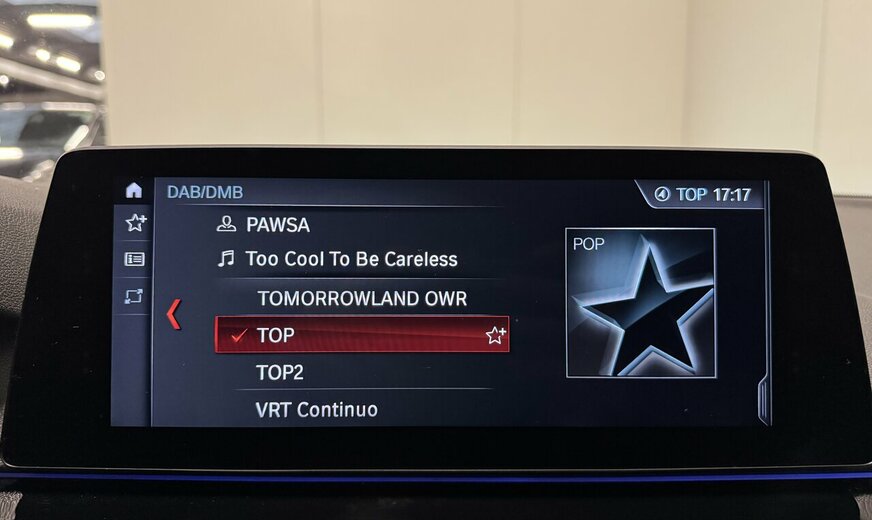 DAB/DMB
TOP 17:17
PAWSA
Too Cool To Be Careless
TOMORROWLAND OWR
TOP
TOP2
VRT Continuo
POP